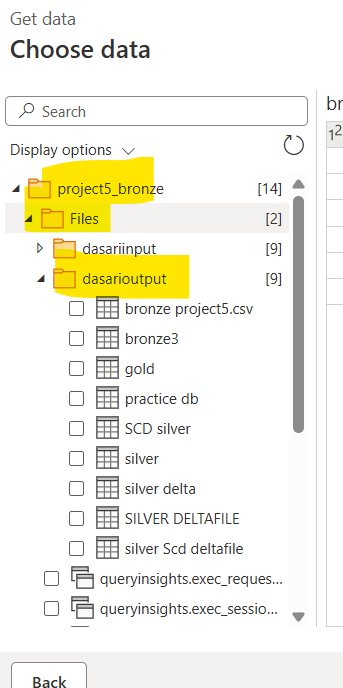 Get data
Choose data
Search
Display options
project5_bronze [14]
Files [2]
dasariinput [9]
dasarioutput [9]
bronze project5.csv
bronze3
gold
practice db
SCD silver
silver
silver delta
SILVER DELTAFILE
silver Scd deltafile
queryinsights.exec_reques...
queryinsights.exec_sessio...
Back
br
12